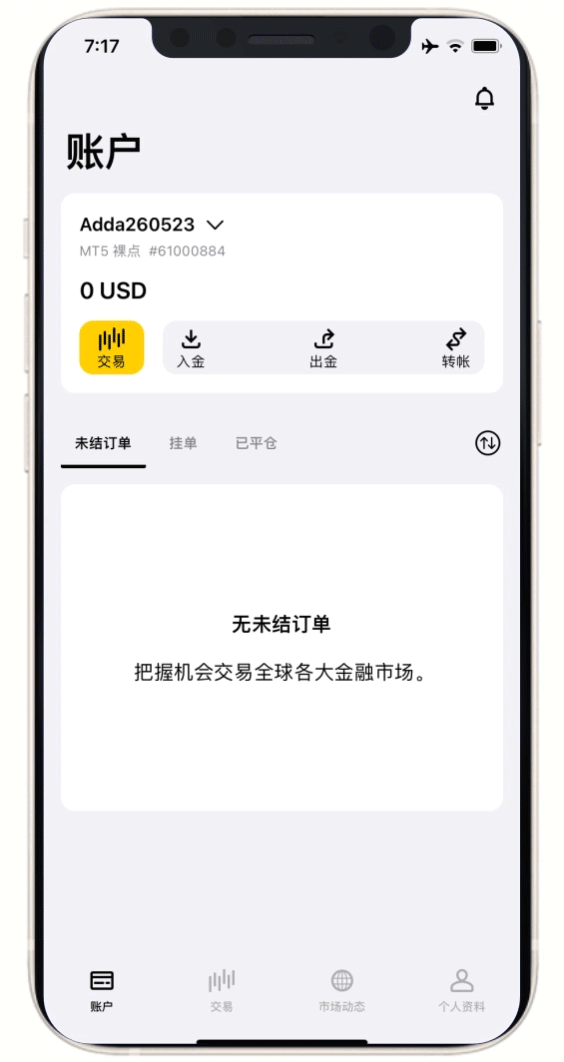 7:17
账户
Adda260523
MT5 裸点 #61000884
0 USD
交易 入金 出金 转帐
未结订单 挂单 已平仓
无未结订单
把握机会交易全球各大金融市场。
账户 交易 市场动态 个人资料